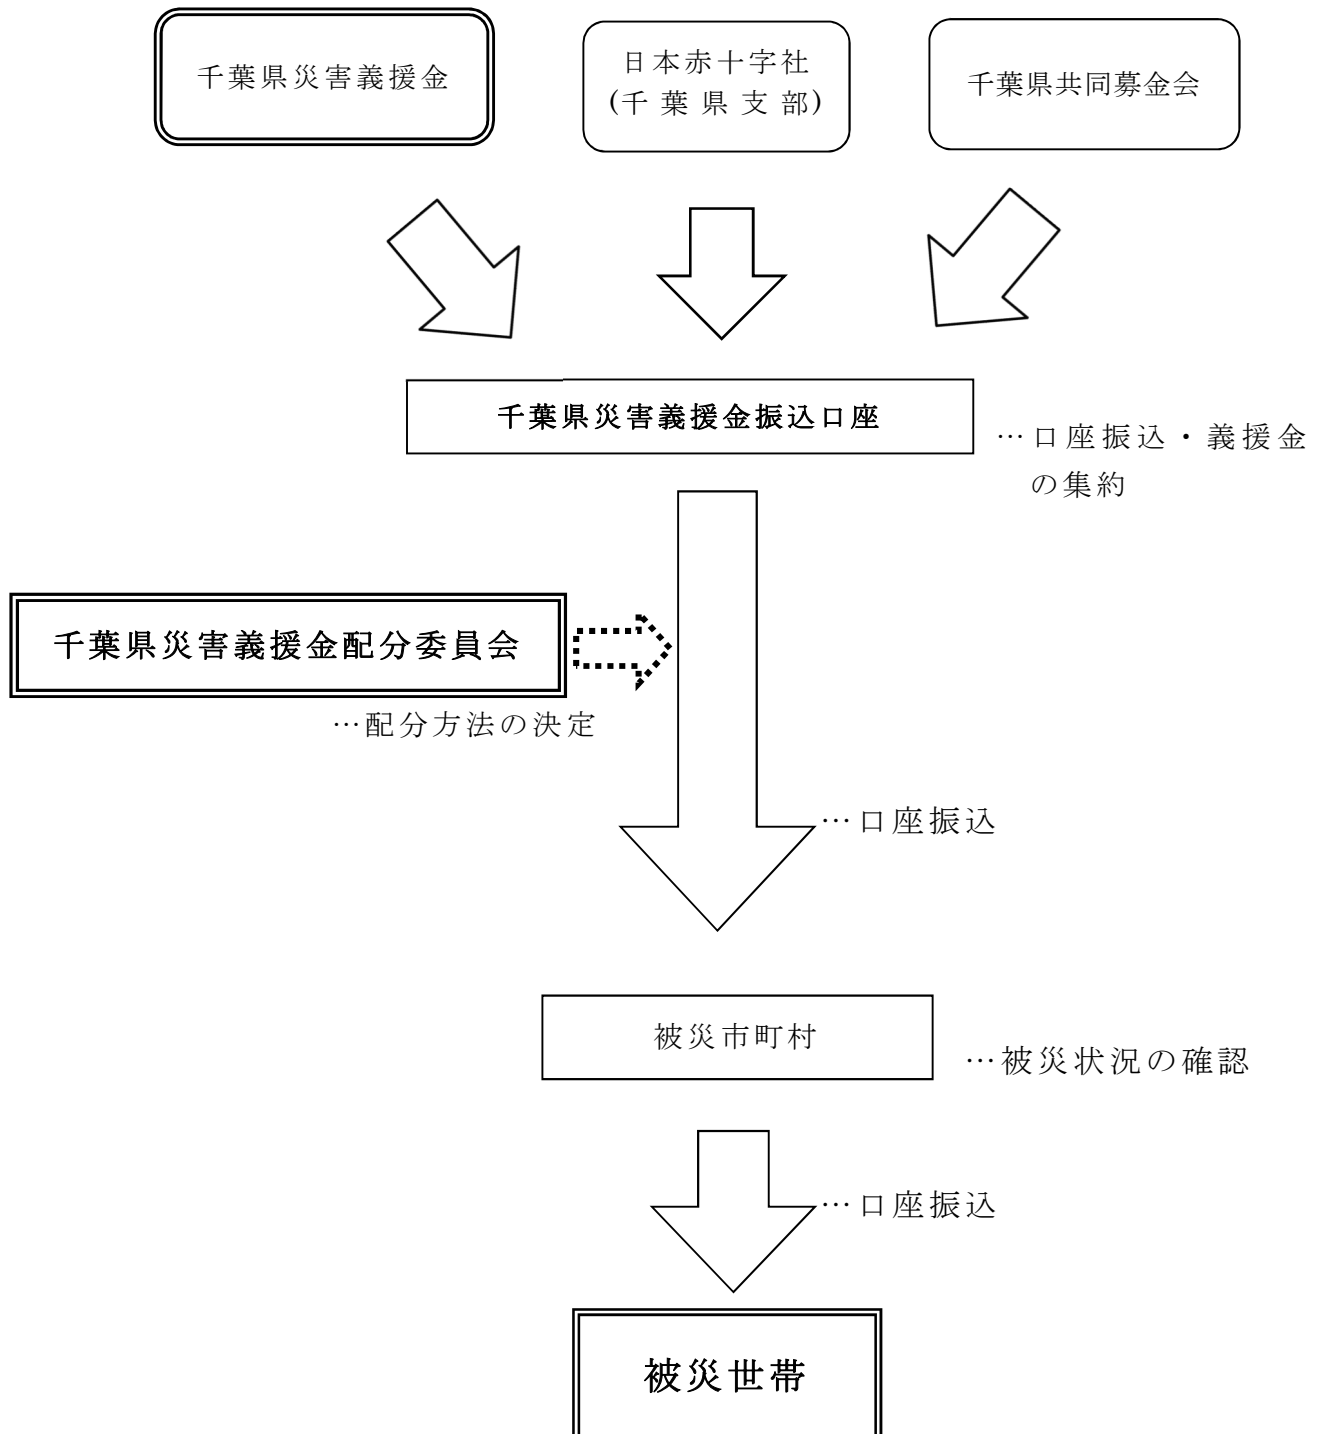 千葉県災害義援金
日本赤十字社
(千葉県支部)
千葉県共同募金会
千葉県災害義援金振込口座
…口座振込・義援金
の集約
千葉県災害義援金配分委員会
…配分方法の決定
…口座振込
被災市町村
…被災状況の確認
…口座振込
被災世帯